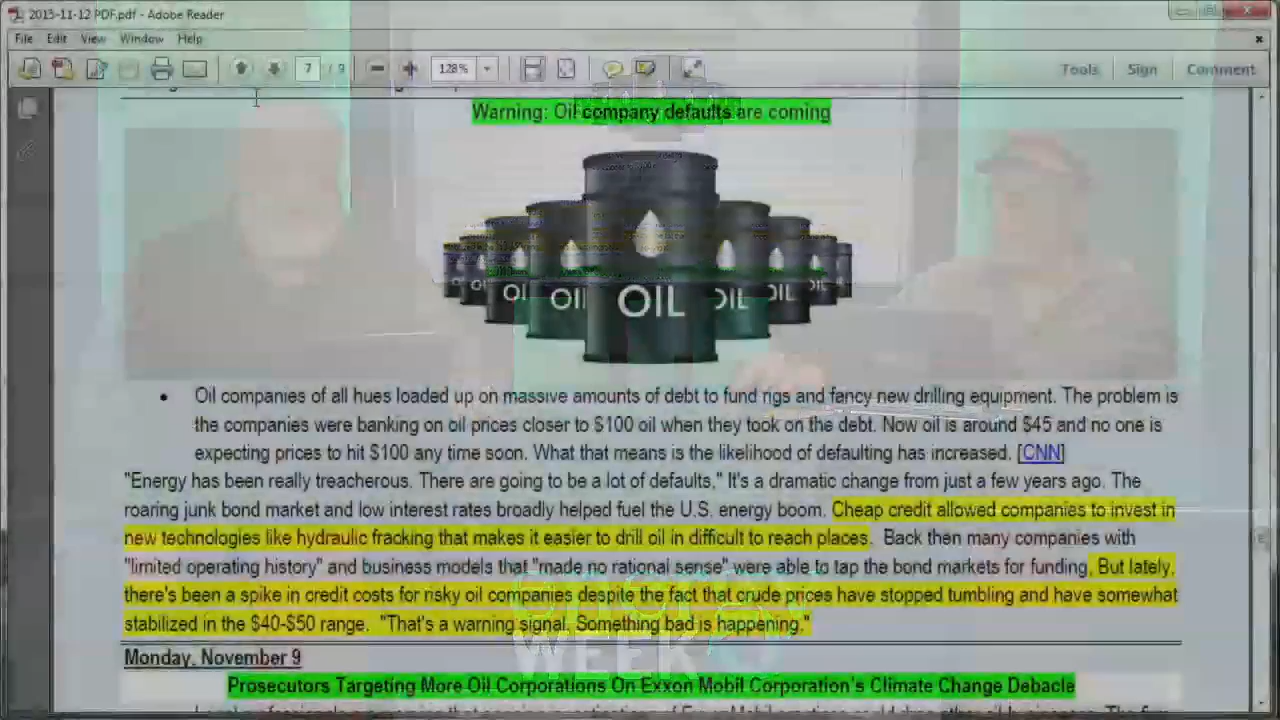 2015-11-12 PDF.pdf - Adobe Reader
File Edit View Window Help
7 / 9 128% Tools Sign Comment
Warning: Oil company defaults are coming
OIL OIL OIL OIL
• Oil companies of all hues loaded up on massive amounts of debt to fund rigs and fancy new drilling equipment. The problem is
the companies were banking on oil prices closer to $100 oil when they took on the debt. Now oil is around $45 and no one is
expecting prices to hit $100 any time soon. What that means is the likelihood of defaulting has increased. [CNN]
"Energy has been really treacherous. There are going to be a lot of defaults," It's a dramatic change from just a few years ago. The
roaring junk bond market and low interest rates broadly helped fuel the U.S. energy boom. Cheap credit allowed companies to invest in
new technologies like hydraulic fracking that makes it easier to drill oil in difficult to reach places. Back then many companies with
"limited operating history" and business models that "made no rational sense" were able to tap the bond markets for funding, But lately,
there's been a spike in credit costs for risky oil companies despite the fact that crude prices have stopped tumbling and have somewhat
stabilized in the $40-$50 range. "That's a warning signal. Something bad is happening."
WEEK
Monday, November 9
Prosecutors Targeting More Oil Corporations On Exxon Mobil Corporation's Climate Change Debacle